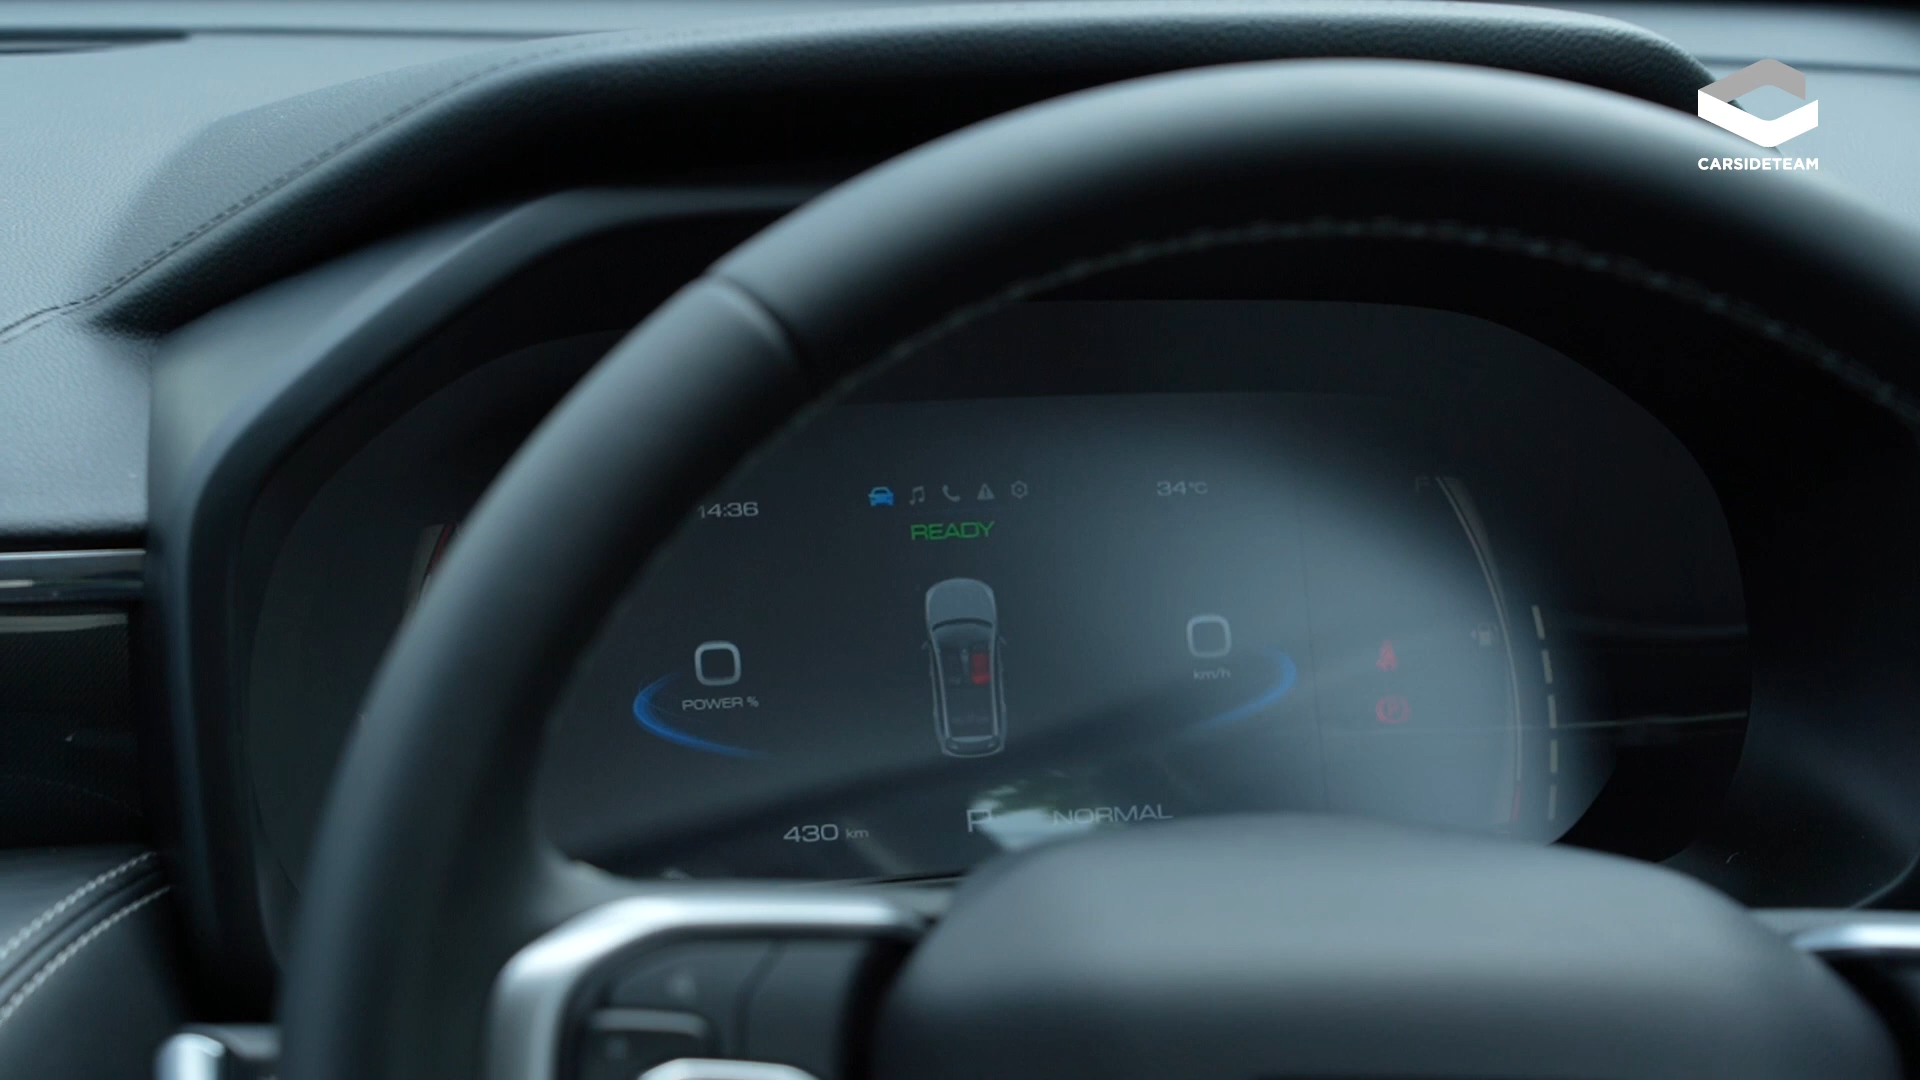 CARSIDETEAM
14:36
34°C
READY
0
POWER %
0
km/h
430 km
P
NORMAL